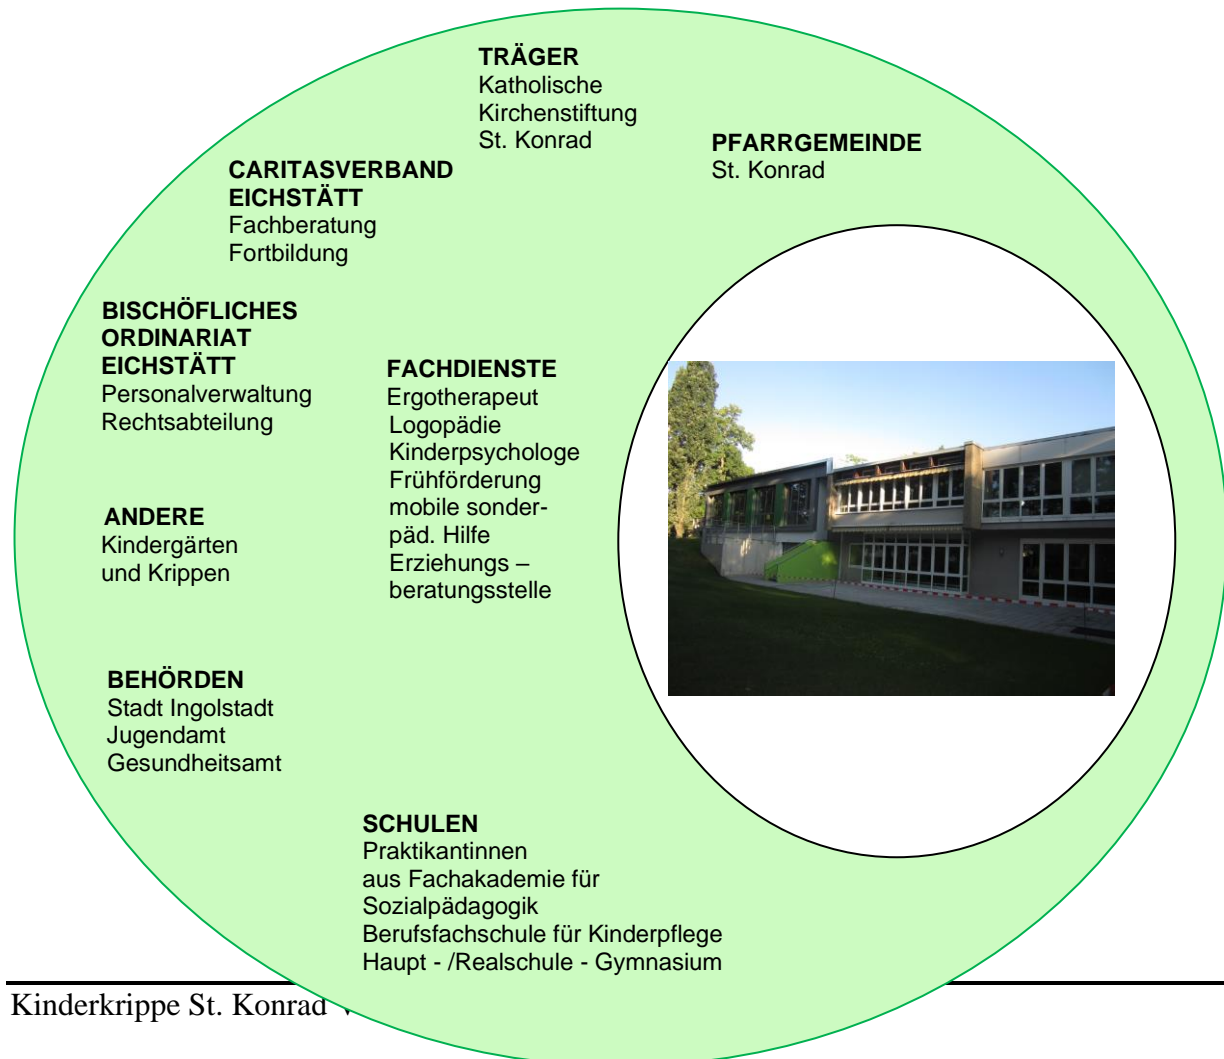 TRÄGER
Katholische
Kirchenstiftung
St. Konrad
PFARRGEMEINDE
St. Konrad
CARITASVERBAND
EICHSTÄTT
Fachberatung
Fortbildung
BISCHÖFLICHES
ORDINARIAT
EICHSTÄTT
Personalverwaltung
Rechtsabteilung
FACHDIENSTE
Ergotherapeut
Logopädie
Kinderpsychologe
Frühförderung
mobile sonder-
päd. Hilfe
Erziehungs –
beratungsstelle
ANDERE
Kindergärten
und Krippen
BEHÖRDEN
Stadt Ingolstadt
Jugendamt
Gesundheitsamt
SCHULEN
Praktikantinnen
aus Fachakademie für
Sozialpädagogik
Berufsfachschule für Kinderpflege
Haupt - /Realschule - Gymnasium
Kinderkrippe St. Konrad